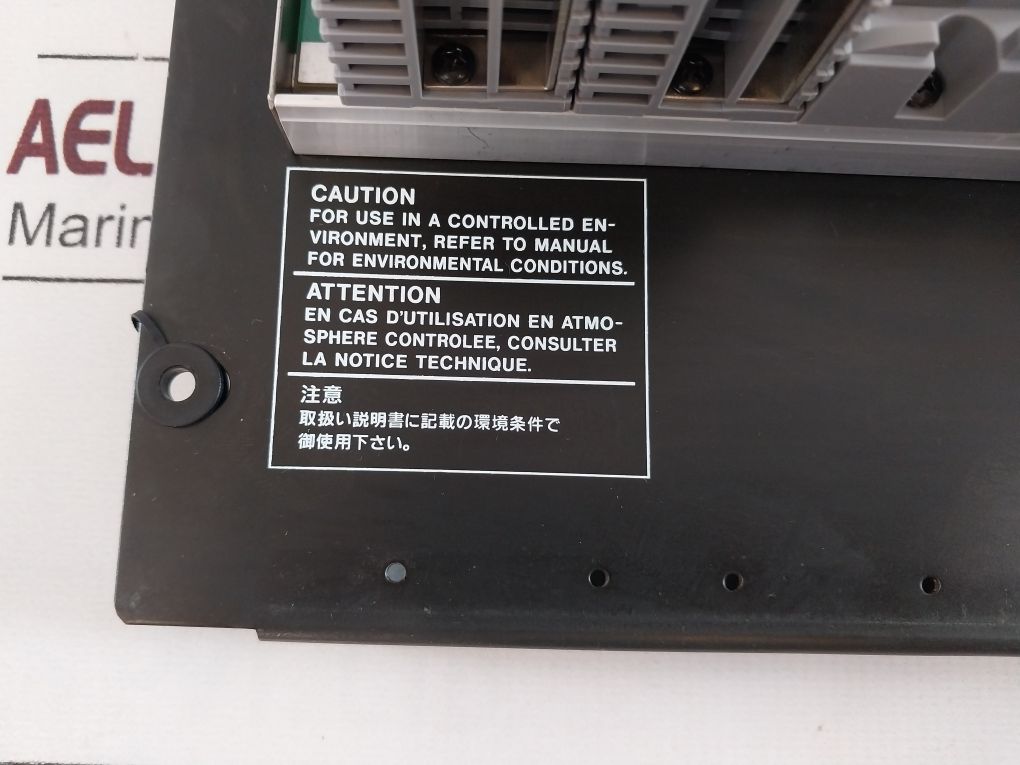 AEL
Marin
CAUTION
FOR USE IN A CONTROLLED EN-
VIRONMENT, REFER TO MANUAL
FOR ENVIRONMENTAL CONDITIONS.
ATTENTION
EN CAS D'UTILISATION EN ATMO-
SPHERE CONTROLEE, CONSULTER
LA NOTICE TECHNIQUE.
注意
取扱い説明書に記載の環境条件で
御使用下さい。